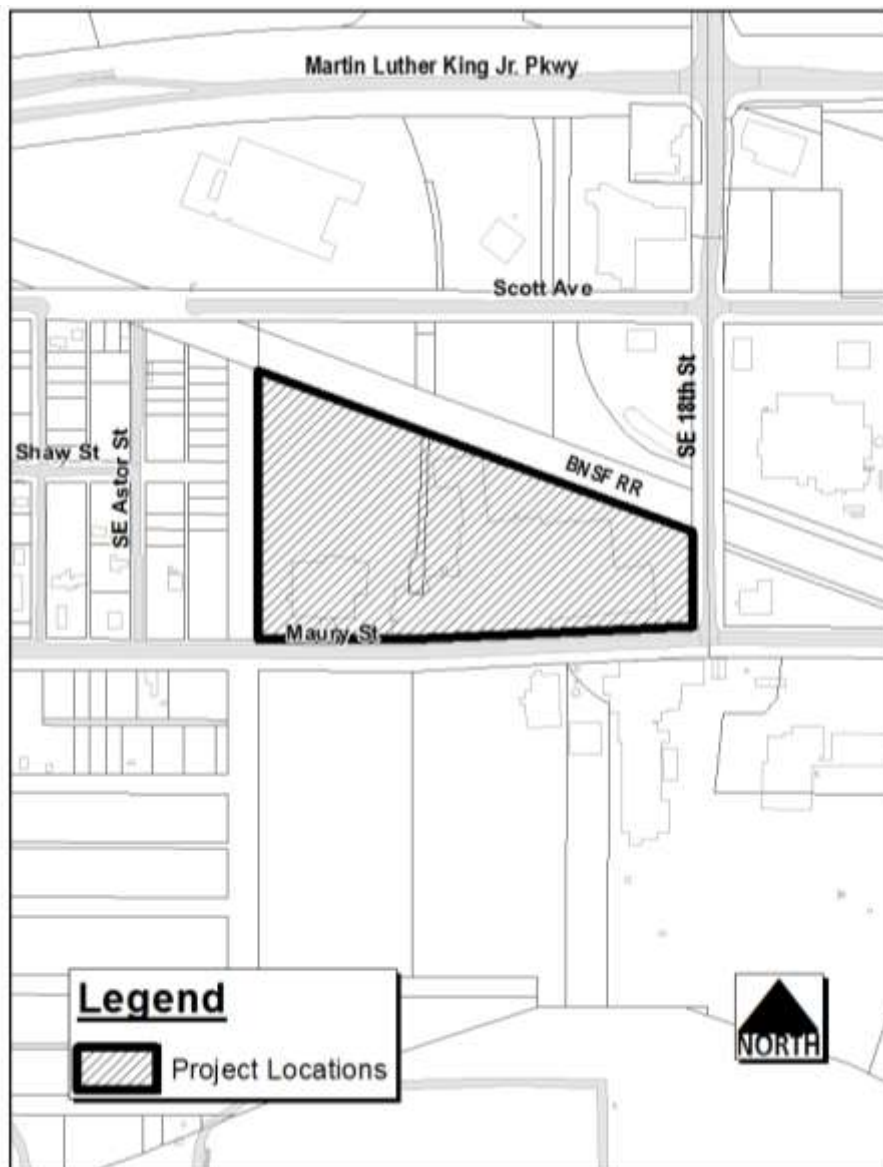 Martin Luther King Jr. Pkwy
Scott Ave
SE 18th St
Shaw St
SE Astor St
BNSF RR
Maury St
Legend
Project Locations
NORTH